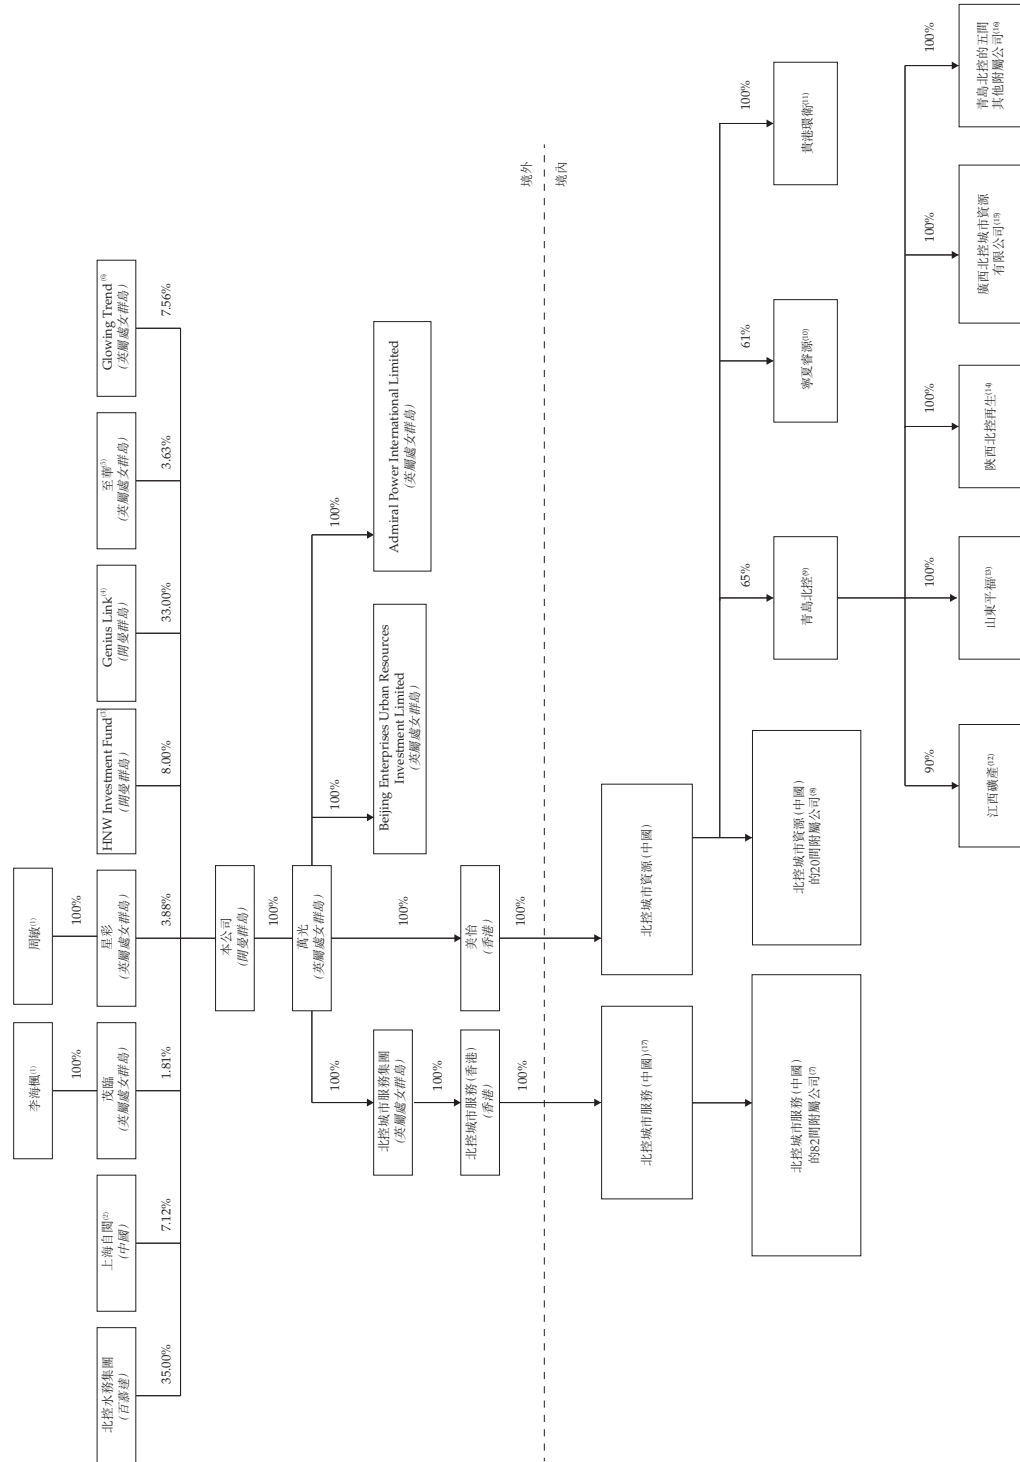 李海楓(1)
周敏(1)
100%
100%
北控水務集團
(百慕達)
上海自閱(2)
(中國)
茂臨
(英屬處女群島)
星彩
(英屬處女群島)
HNW Investment Fund(3)
(開曼群島)
Genius Link(4)
(開曼群島)
至華(5)
(英屬處女群島)
Glowing Trend(6)
(英屬處女群島)
35.00%
7.12%
1.81%
3.88%
8.00%
33.00%
3.63%
7.56%
本公司
(開曼群島)
100%
萬光
(英屬處女群島)
100%
100%
100%
100%
北控城市服務集團
(英屬處女群島)
Beijing Enterprises Urban Resources
Investment Limited
(英屬處女群島)
Admiral Power International Limited
(英屬處女群島)
100%
北控城市服務(香港)
(香港)
美怡
(香港)
100%
100%
境外
境內
北控城市服務(中國)(17)
北控城市資源(中國)
65%
61%
100%
北控城市服務(中國)
的82間附屬公司(7)
北控城市資源(中國)
的20間附屬公司(8)
青島北控(9)
寧夏睿源(10)
貴港環衛(11)
90%
100%
100%
100%
100%
江西礦產(12)
山東平福(13)
陝西北控再生(14)
廣西北控城市資源
有限公司(15)
青島北控的五間
其他附屬公司(16)